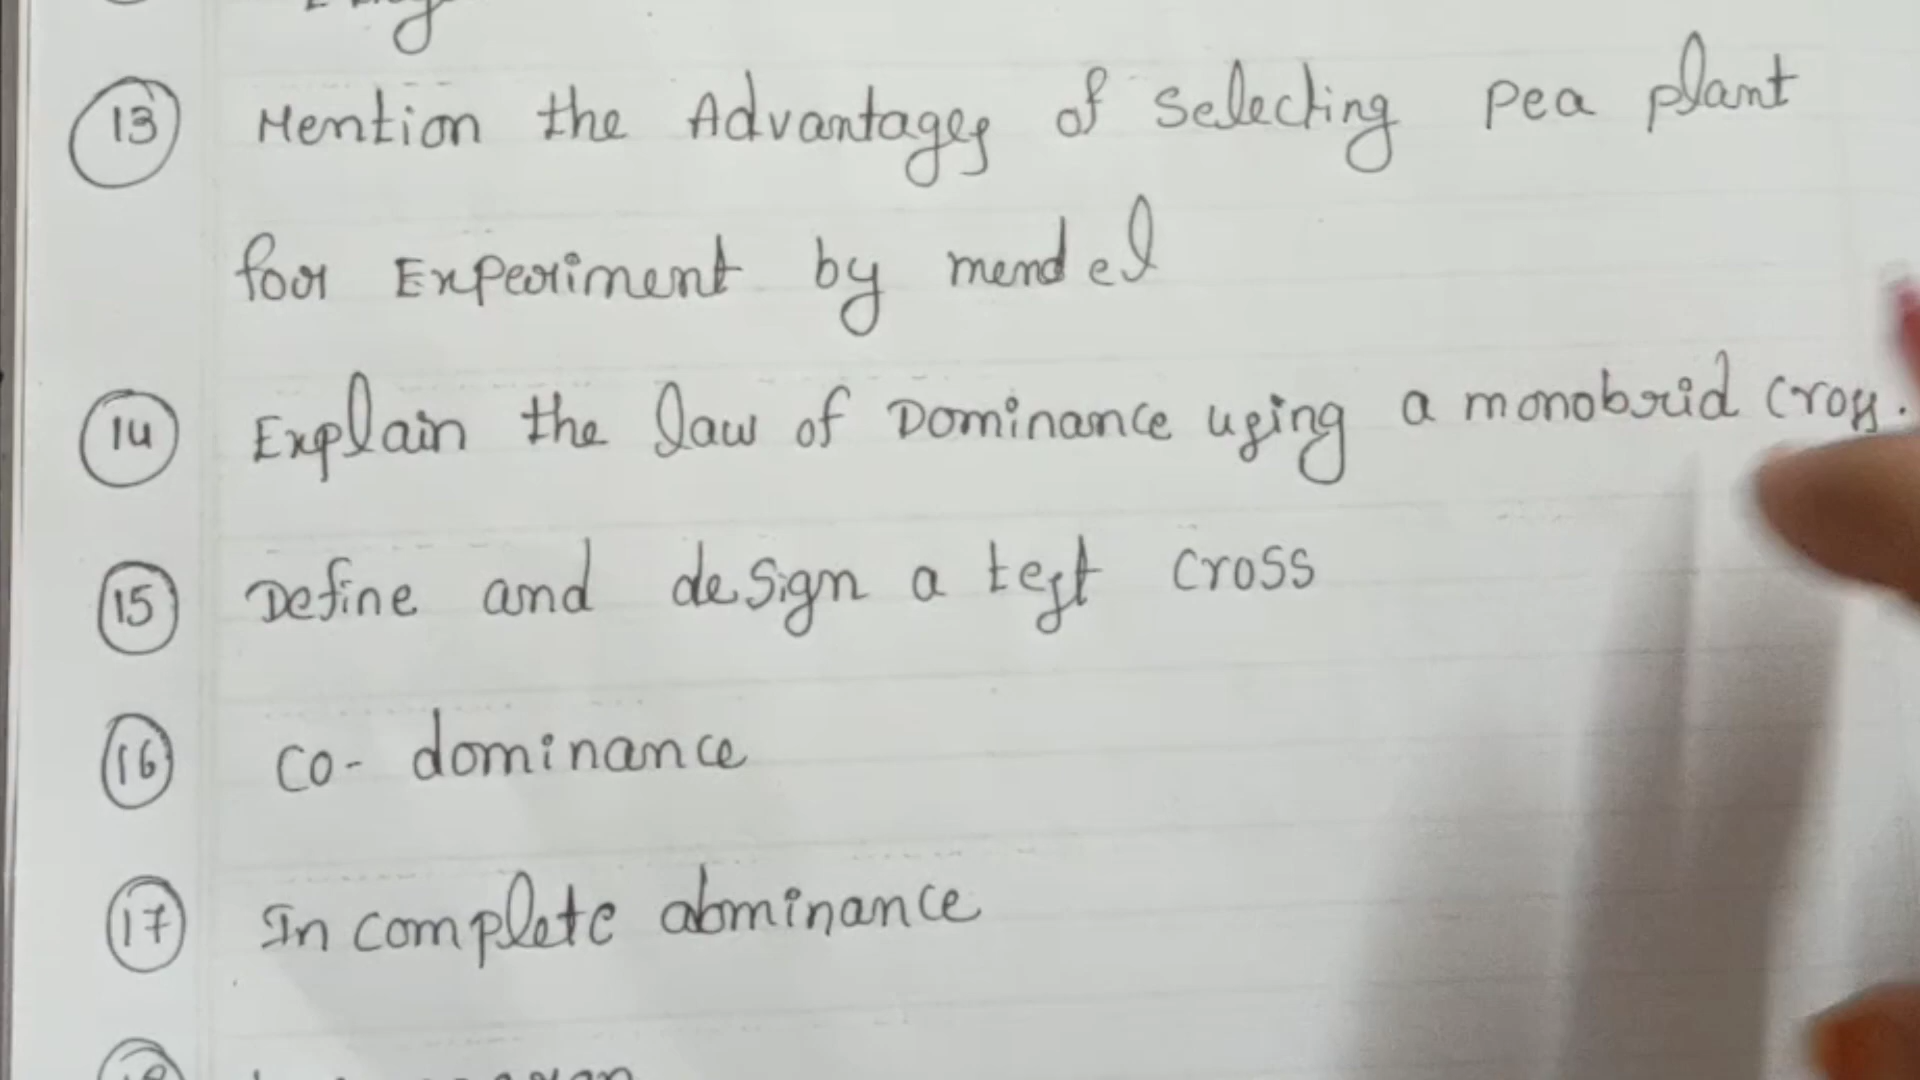 13 Mention the Advantages of selecting pea plant
for Experiment by mendel
14 Explain the law of Dominance using a monobrid cross.
15 Define and design a test cross
16 co-dominance
17 In complete dominance